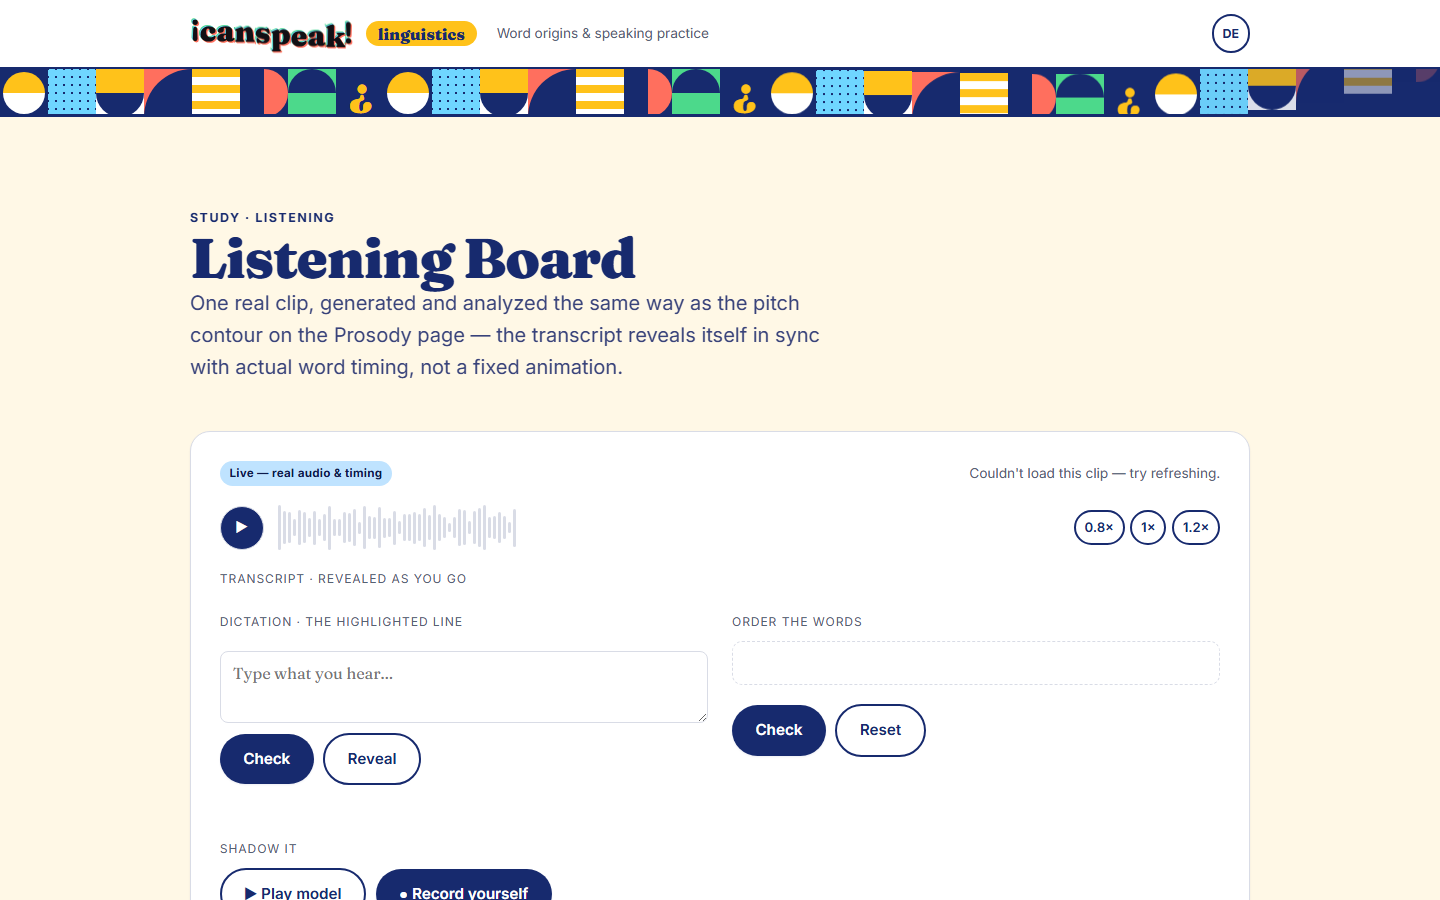 icanspeak!
linguistics
Word origins & speaking practice
DE
STUDY · LISTENING
Listening Board
One real clip, generated and analyzed the same way as the pitch
contour on the Prosody page — the transcript reveals itself in sync
with actual word timing, not a fixed animation.
Live — real audio & timing
Couldn't load this clip — try refreshing.
0.8×
1×
1.2×
TRANSCRIPT · REVEALED AS YOU GO
DICTATION · THE HIGHLIGHTED LINE
Type what you hear...
Check
Reveal
ORDER THE WORDS
Check
Reset
SHADOW IT
▶ Play model
● Record yourself